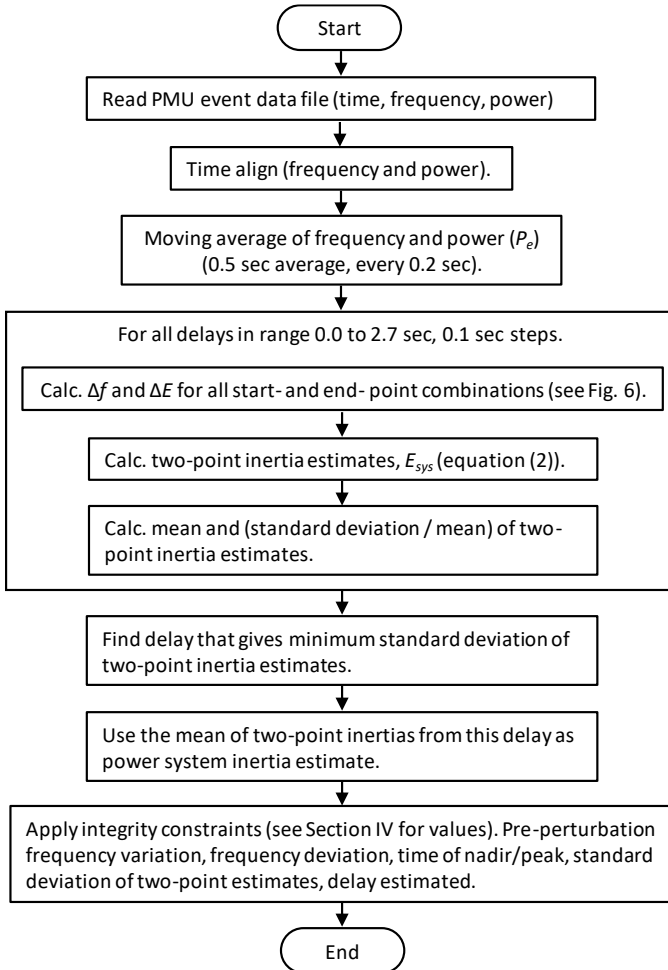 Start
Read PMU event data file (time, frequency, power)
Time align (frequency and power).
Moving average of frequency and power (Pe)
(0.5 sec average, every 0.2 sec).
For all delays in range 0.0 to 2.7 sec, 0.1 sec steps.
Calc. Δf and ΔE for all start- and end- point combinations (see Fig. 6).
Calc. two-point inertia estimates, Esys (equation (2)).
Calc. mean and (standard deviation / mean) of two-
point inertia estimates.
Find delay that gives minimum standard deviation of
two-point inertia estimates.
Use the mean of two-point inertias from this delay as
power system inertia estimate.
Apply integrity constraints (see Section IV for values). Pre-perturbation
frequency variation, frequency deviation, time of nadir/peak, standard
deviation of two-point estimates, delay estimated.
End